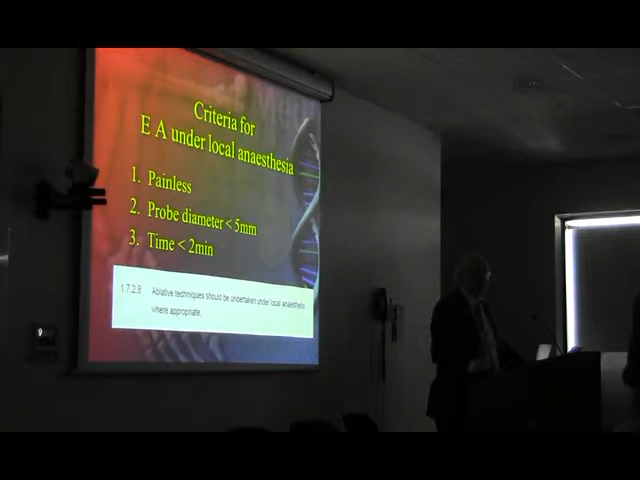 Criteria for
E A under local anaesthesia
1. Painless
2. Probe diameter < 5mm
3. Time < 2min
1.7.2.8 Ablative techniques should be undertaken under local anaesthetic
where appropriate.